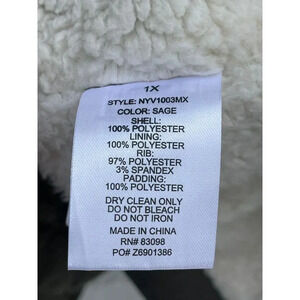 1X
STYLE: NYV1003MX
COLOR: SAGE
SHELL:
100% POLYESTER
LINING:
100% POLYESTER
RIB:
97% POLYESTER
3% SPANDEX
PADDING:
100% POLYESTER
DRY CLEAN ONLY
DO NOT BLEACH
DO NOT IRON
MADE IN CHINA
RN# 83098
PO# Z6901386